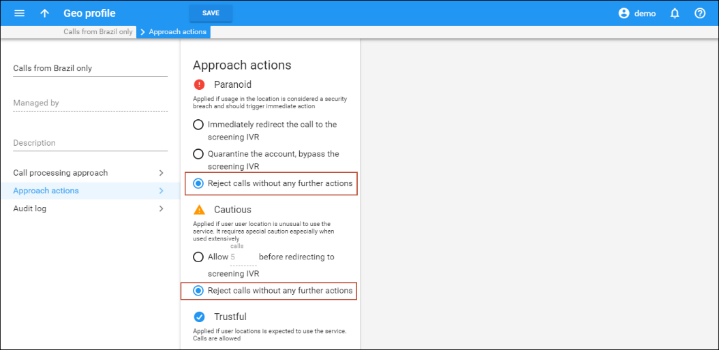 Geo profile
SAVE
demo
Calls from Brazil only
Approach actions
Calls from Brazil only
Managed by
Description
Call processing approach
Approach actions
Audit log
Approach actions
Paranoid
Applied if usage in the location is considered a security
breach and should trigger immediate action
Immediately redirect the call to the
screening IVR
Quarantine the account, bypass the
screening IVR
Reject calls without any further actions
Cautious
Applied if user user location is unusual to use the
service. It requires special caution especially when
used extensively.
calls
Allow 5 before redirecting to
screening IVR
Reject calls without any further actions
Trustful
Applied if user locations is expected to use the service.
Calls are allowed